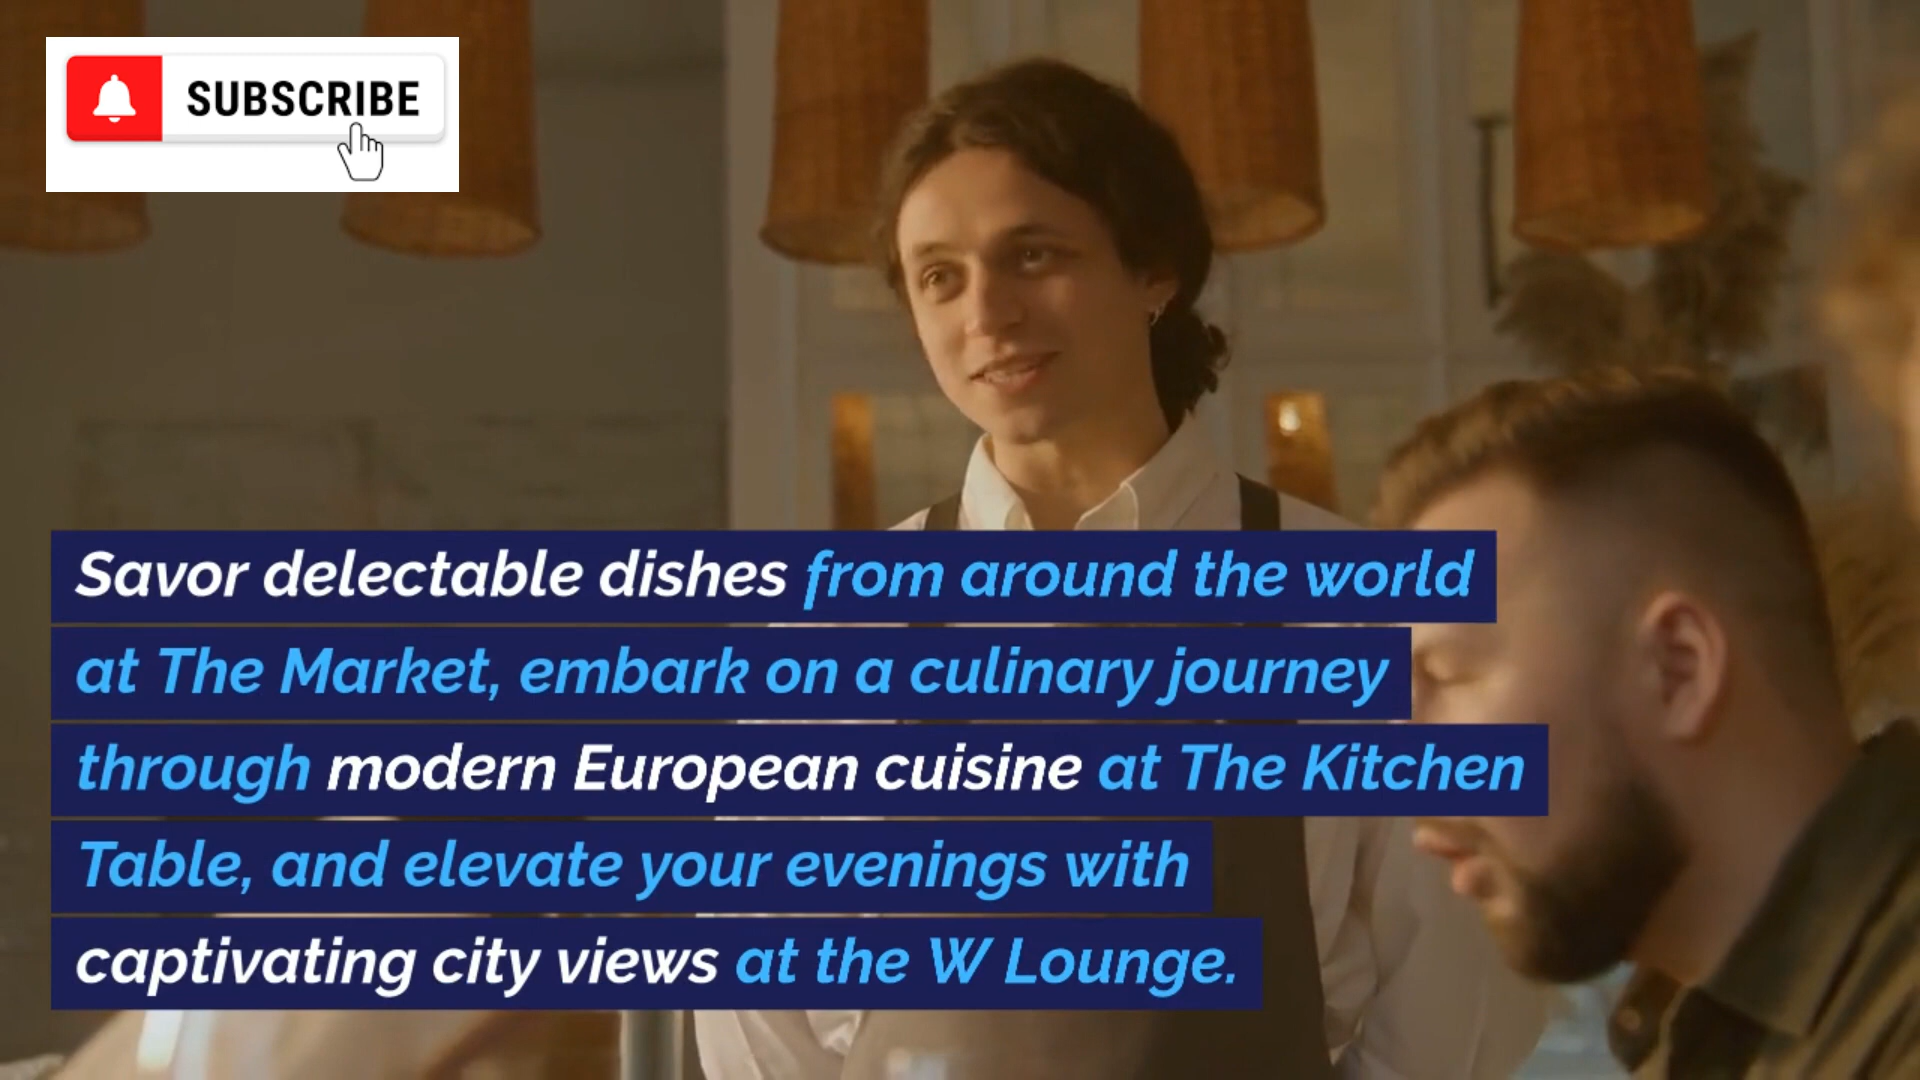 SUBSCRIBE
Savor delectable dishes from around the world
at The Market, embark on a culinary journey
through modern European cuisine at The Kitchen
Table, and elevate your evenings with
captivating city views at the W Lounge.